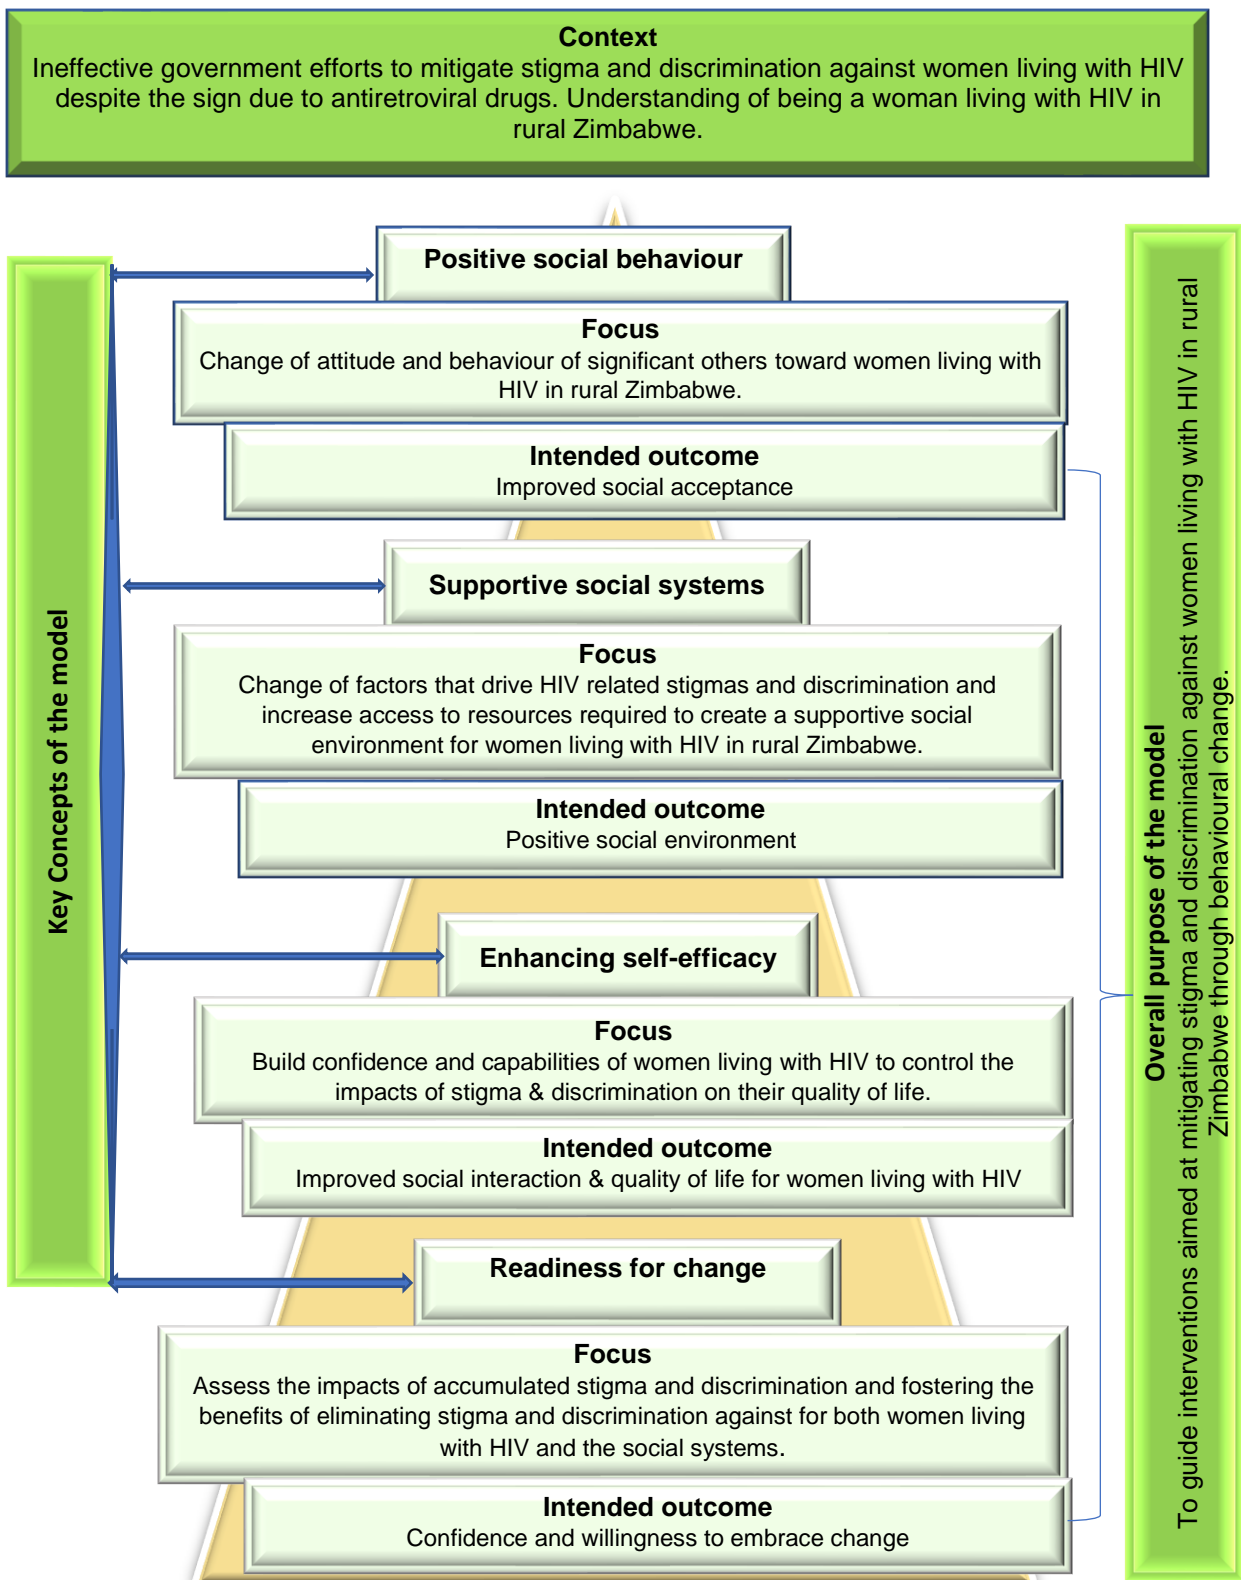 Context
Ineffective government efforts to mitigate stigma and discrimination against women living with HIV
despite the sign due to antiretroviral drugs. Understanding of being a woman living with HIV in
rural Zimbabwe.
Key Concepts of the model
Positive social behaviour
Focus
Change of attitude and behaviour of significant others toward women living with
HIV in rural Zimbabwe.
Intended outcome
Improved social acceptance
Supportive social systems
Focus
Change of factors that drive HIV related stigmas and discrimination and
increase access to resources required to create a supportive social
environment for women living with HIV in rural Zimbabwe.
Intended outcome
Positive social environment
Enhancing self-efficacy
Focus
Build confidence and capabilities of women living with HIV to control the
impacts of stigma & discrimination on their quality of life.
Intended outcome
Improved social interaction & quality of life for women living with HIV
Readiness for change
Focus
Assess the impacts of accumulated stigma and discrimination and fostering the
benefits of eliminating stigma and discrimination against for both women living
with HIV and the social systems.
Intended outcome
Confidence and willingness to embrace change
Overall purpose of the model
To guide interventions aimed at mitigating stigma and discrimination against women living with HIV in rural
Zimbabwe through behavioural change.